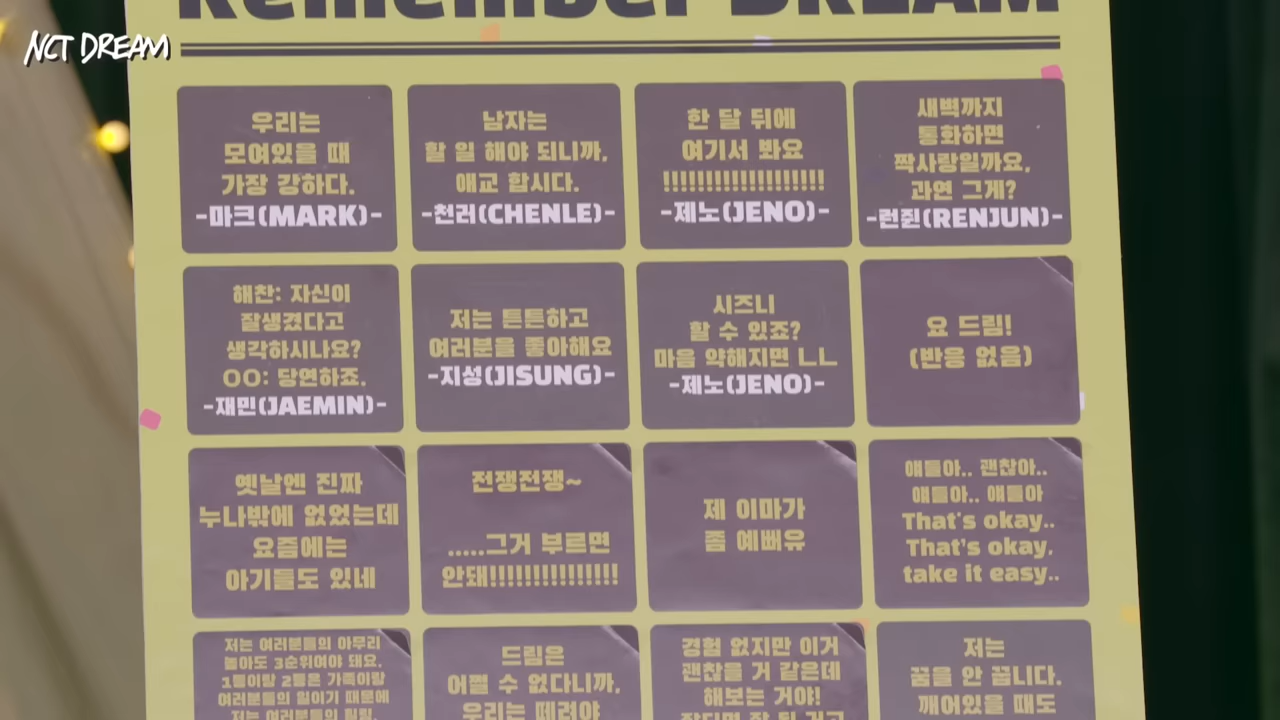 Remember DREAM
NCT DREAM
우리는
모여있을 때
가장 강하다.
-마크(MARK)-
남자는
할 일 해야 되니까,
애교 합시다.
-천러(CHENLE)-
한 달 뒤에
여기서 봐요
!!!!!!!!!!!!!!!!!!!
-제노(JENO)-
새벽까지
통화하면
짝사랑일까요,
과연 그게?
-런쥔(RENJUN)-
해찬: 자신이
잘생겼다고
생각하시나요?
OO: 당연하죠.
-재민(JAEMIN)-
저는 튼튼하고
여러분을 좋아해요
-지성(JISUNG)-
시즈니
할 수 있죠?
마음 약해지면 ㄴㄴ
-제노(JENO)-
요 드림!
(반응 없음)
옛날엔 진짜
누나밖에 없었는데
요즘에는
아기들도 있네
전쟁전쟁~
.....그거 부르면
안돼!!!!!!!!!!!!!!!
제 이마가
좀 예뻐유
얘들아.. 괜찮아..
얘들아.. 얘들아
That's okay..
That's okay,
take it easy..
저는 여러분들의 아무리
놀아도 3순위여야 돼요.
1등이랑 2등은 가족이랑
여러분들의 일이기 때문에
저는 여러분들의
드림은
어쩔 수 없다니까,
우리는 떼려야
경험 없지만 이거
괜찮을 거 같은데
해보는 거야!
저는
꿈을 안 꿉니다.
깨어있을 때도